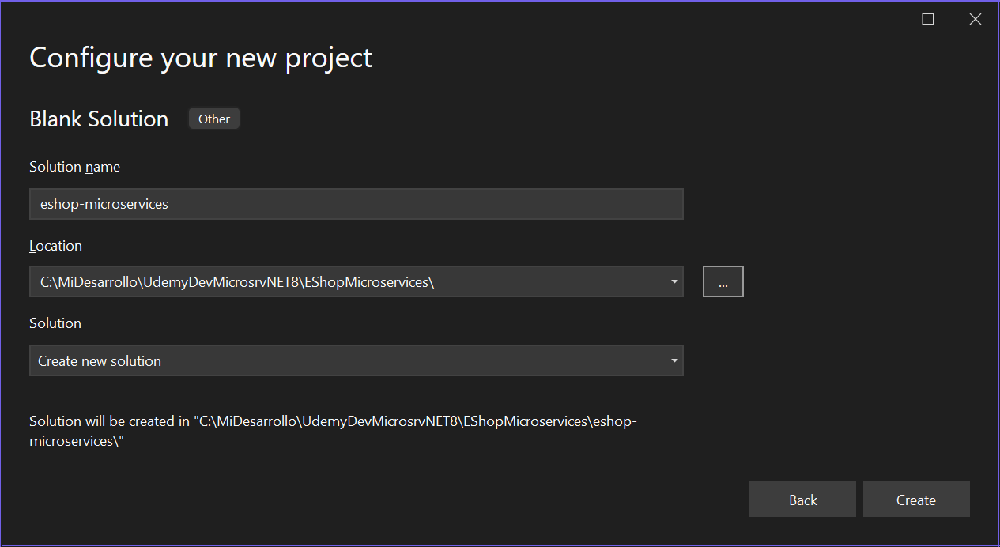 Configure your new project
Blank Solution Other
Solution name
eshop-microservices
Location
C:\MiDesarrollo\UdemyDevMicrosrvNET8\EShopMicroservices\
...
Solution
Create new solution
Solution will be created in "C:\MiDesarrollo\UdemyDevMicrosrvNET8\EShopMicroservices\eshop-
microservices\"
Back Create